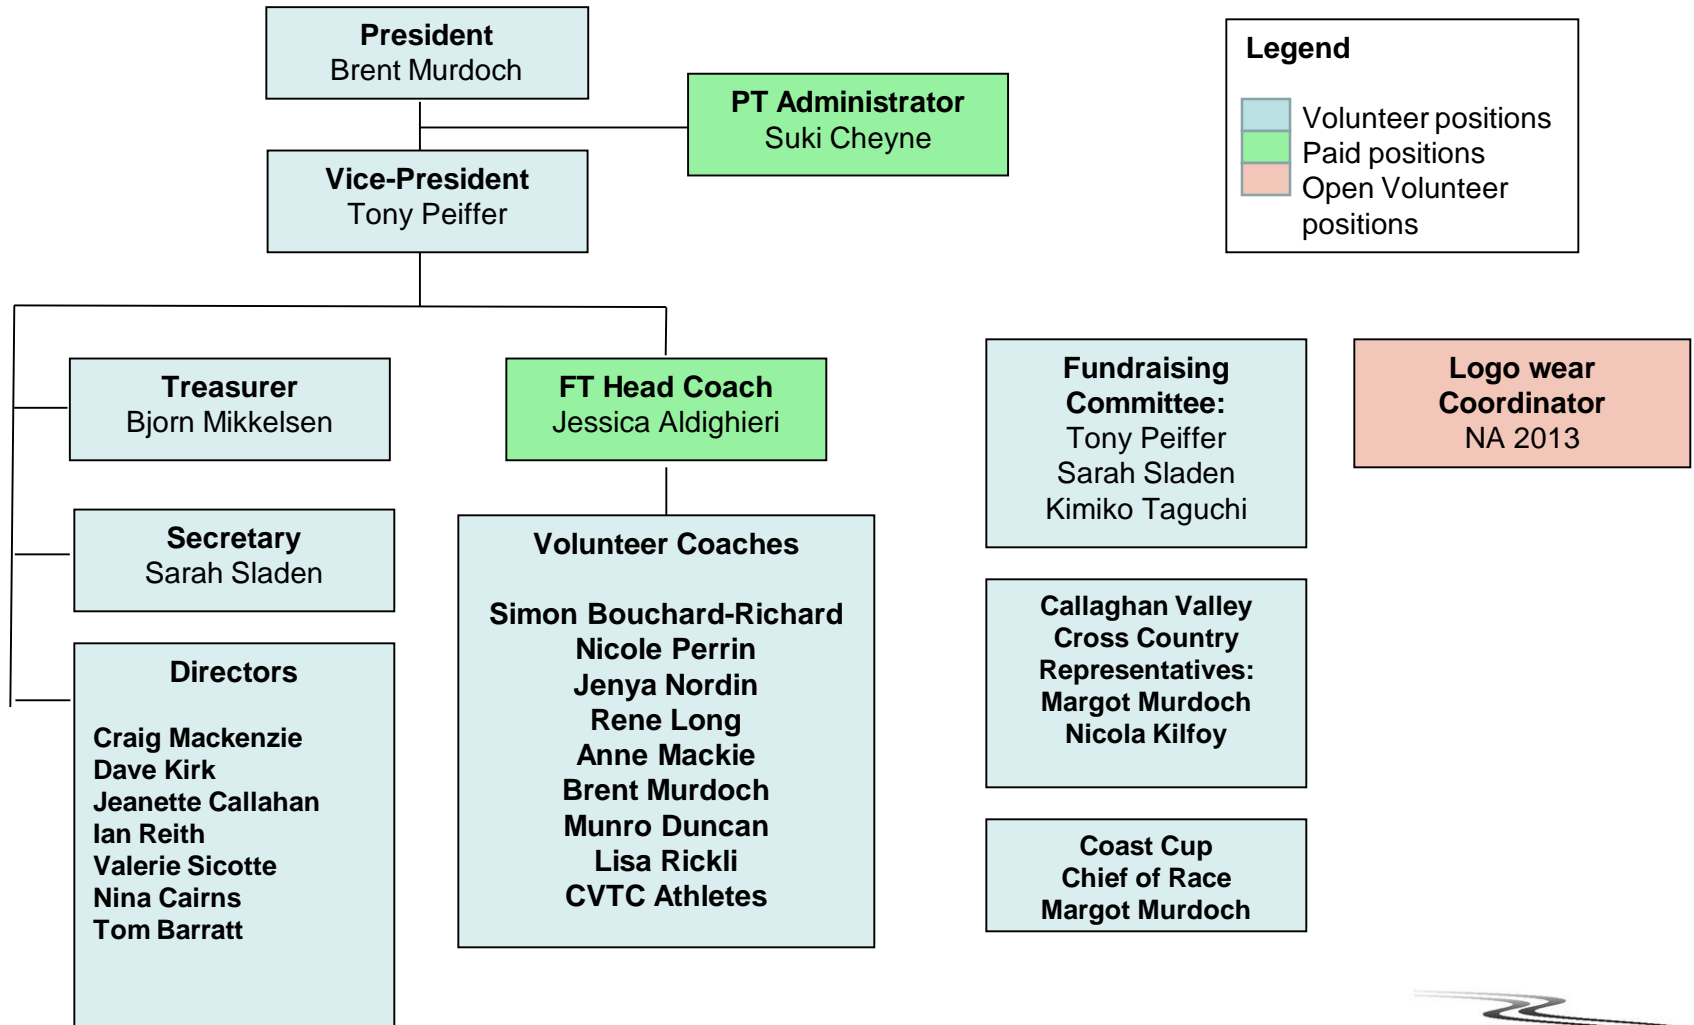 President
Brent Murdoch
PT Administrator
Suki Cheyne
Legend
Volunteer positions
Paid positions
Open Volunteer
positions
Vice-President
Tony Peiffer
Treasurer
Bjorn Mikkelsen
FT Head Coach
Jessica Aldighieri
Fundraising
Committee:
Tony Peiffer
Sarah Sladen
Kimiko Taguchi
Logo wear
Coordinator
NA 2013
Secretary
Sarah Sladen
Volunteer Coaches
Simon Bouchard-Richard
Nicole Perrin
Jenya Nordin
Rene Long
Anne Mackie
Brent Murdoch
Munro Duncan
Lisa Rickli
CVTC Athletes
Callaghan Valley
Cross Country
Representatives:
Margot Murdoch
Nicola Kilfoy
Directors
Craig Mackenzie
Dave Kirk
Jeanette Callahan
Ian Reith
Valerie Sicotte
Nina Cairns
Tom Barratt
Coast Cup
Chief of Race
Margot Murdoch